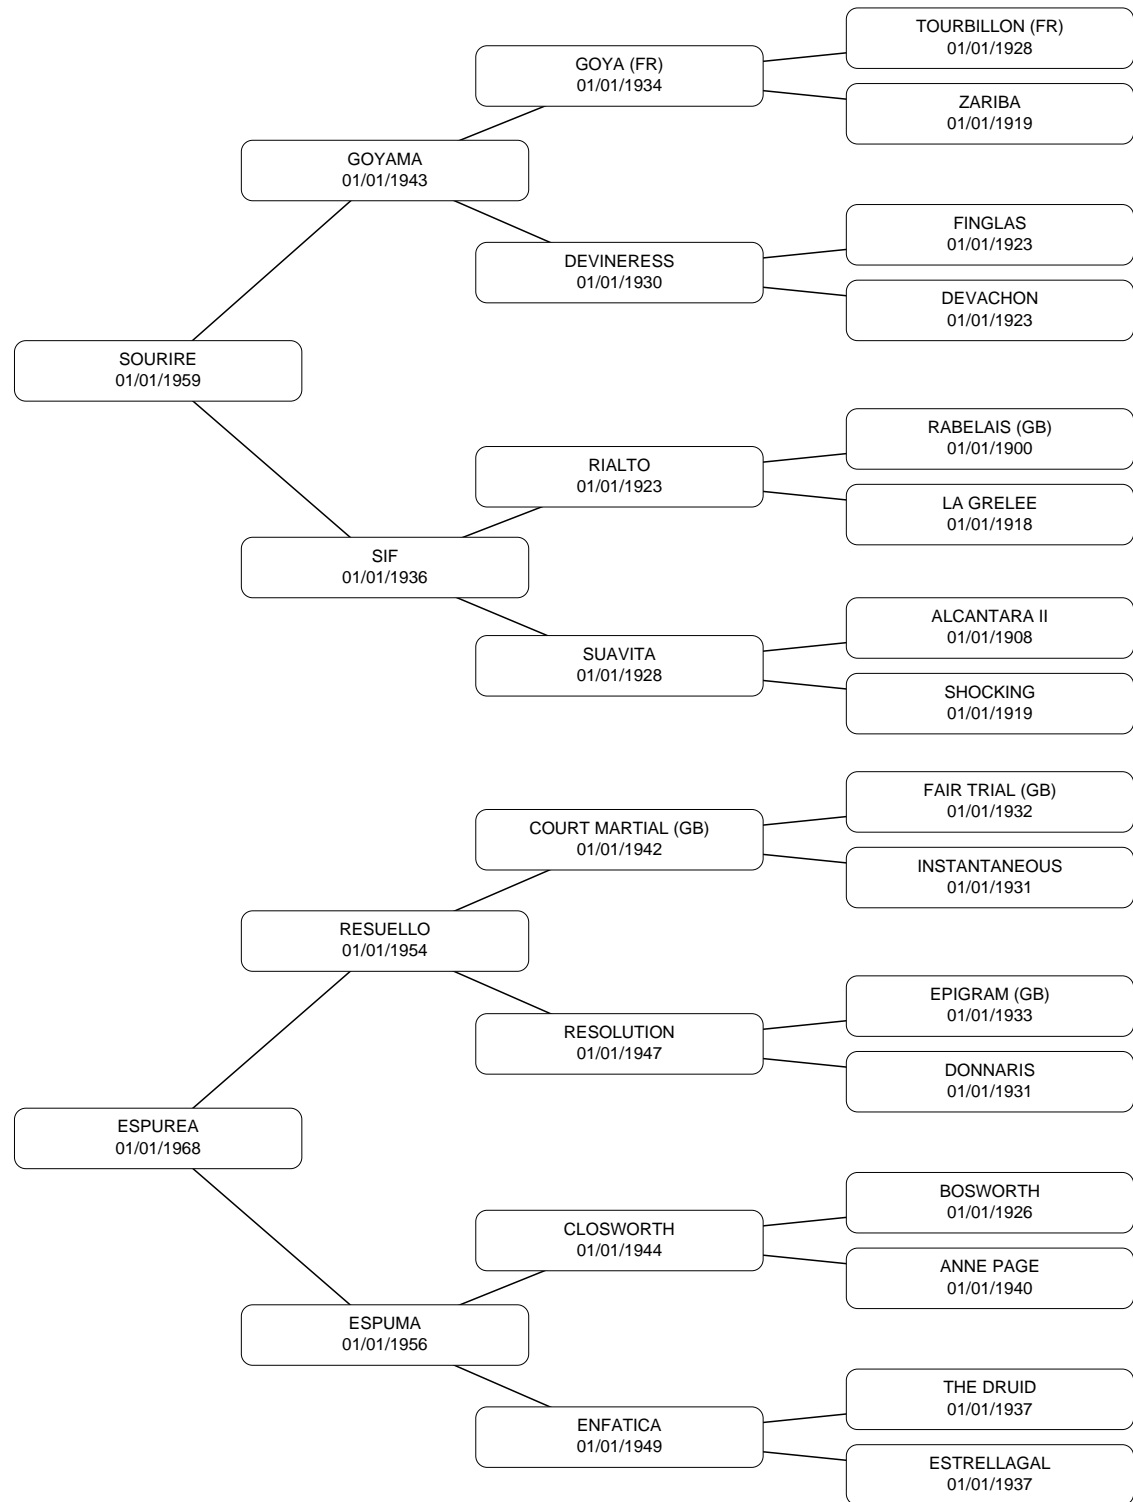 TOURBILLON (FR)
01/01/1928
GOYA (FR)
01/01/1934
ZARIBA
01/01/1919
GOYAMA
01/01/1943
FINGLAS
01/01/1923
DEVINERESS
01/01/1930
DEVACHON
01/01/1923
SOURIRE
01/01/1959
RABELAIS (GB)
01/01/1900
RIALTO
01/01/1923
LA GRELEE
01/01/1918
SIF
01/01/1936
ALCANTARA II
01/01/1908
SUAVITA
01/01/1928
SHOCKING
01/01/1919
FAIR TRIAL (GB)
01/01/1932
COURT MARTIAL (GB)
01/01/1942
INSTANTANEOUS
01/01/1931
RESUELLO
01/01/1954
EPIGRAM (GB)
01/01/1933
RESOLUTION
01/01/1947
DONNARIS
01/01/1931
ESPUREA
01/01/1968
BOSWORTH
01/01/1926
CLOSWORTH
01/01/1944
ANNE PAGE
01/01/1940
ESPUMA
01/01/1956
THE DRUID
01/01/1937
ENFATICA
01/01/1949
ESTRELLAGAL
01/01/1937